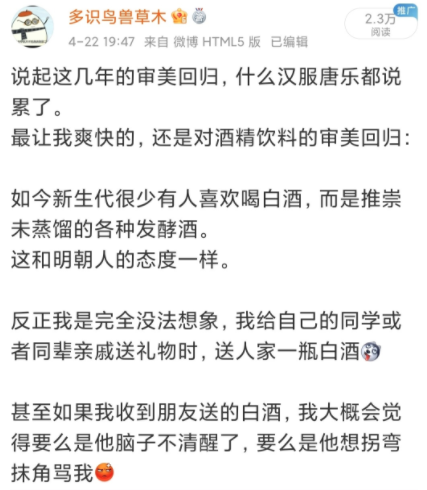 多识鸟兽草木
推广
2.3万
阅读
4-22 19:47 来自 微博 HTML5 版 已编辑
说起这几年的审美回归，什么汉服唐乐都说
累了。
最让我爽快的，还是对酒精饮料的审美回归：
如今新生代很少有人喜欢喝白酒，而是推崇
未蒸馏的各种发酵酒。
这和明朝人的态度一样。
反正我是完全没法想象，我给自己的同学或
者同辈亲戚送礼物时，送人家一瓶白酒
甚至如果我收到朋友送的白酒，我大概会觉
得要么是他脑子不清醒了，要么是他想拐弯
抹角骂我